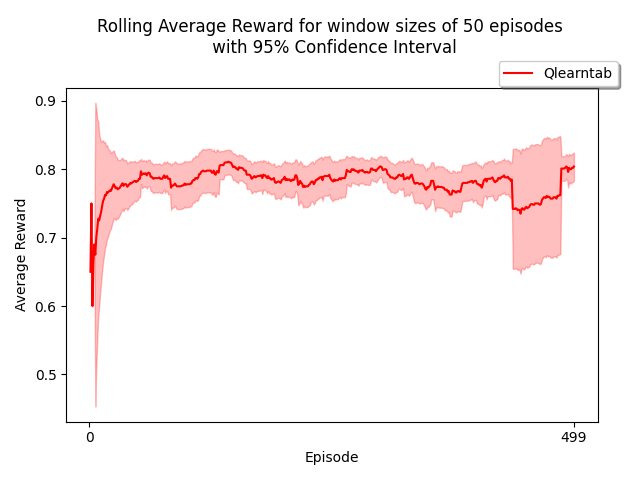 Rolling Average Reward for window sizes of 50 episodes
with 95% Confidence Interval
Qlearntab
0.9
0.8
0.7
0.6
0.5
Average Reward
0
499
Episode